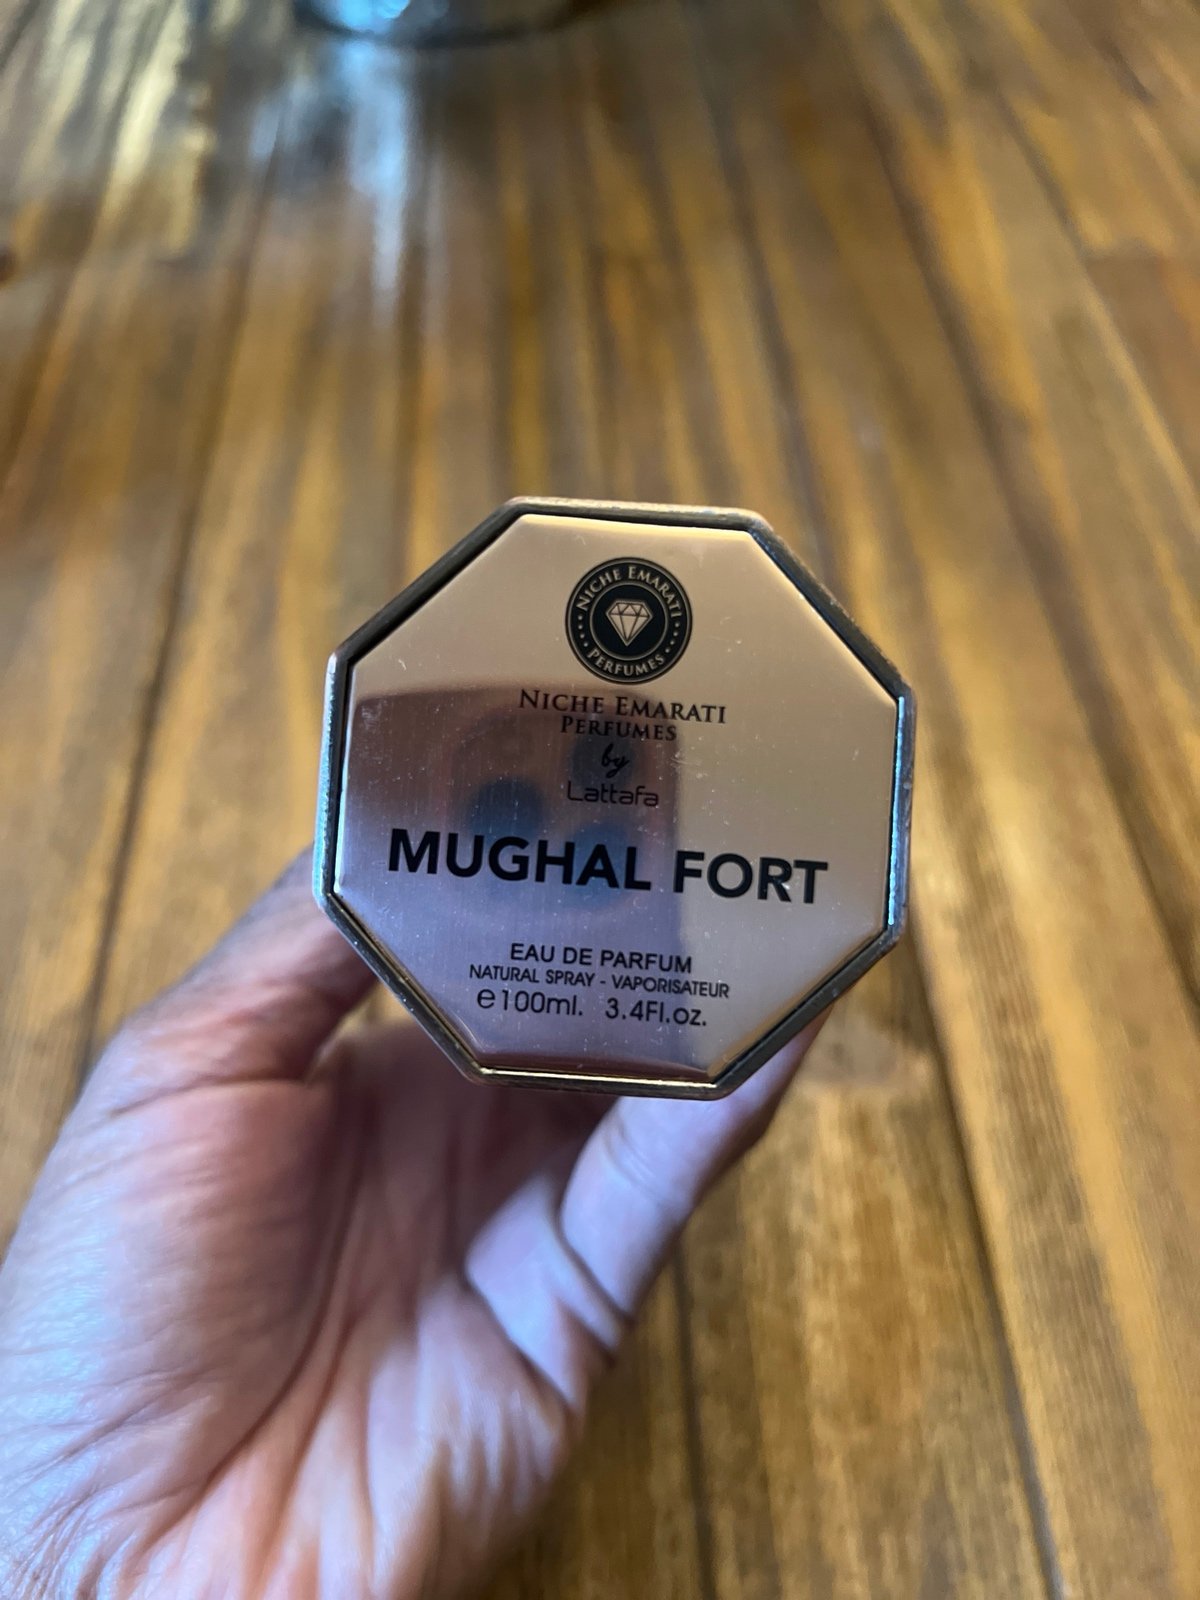 NICHE EMARATI
PERFUMES
NICHE EMARATI
PERFUMES
by
Lattafa
MUGHAL FORT
EAU DE PARFUM
NATURAL SPRAY - VAPORISATEUR
℮100ml. 3.4Fl.oz.